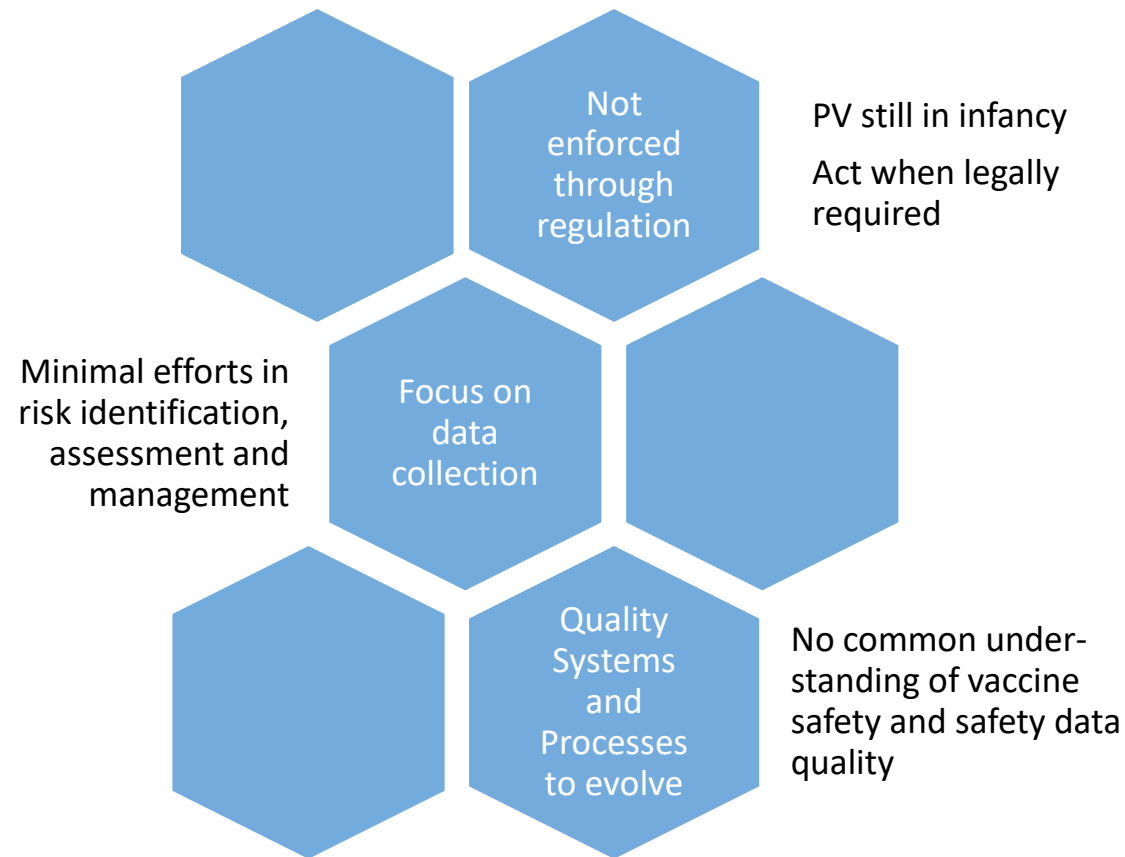 Not
enforced
through
regulation
PV still in infancy
Act when legally
required
Minimal efforts in
risk identification,
assessment and
management
Focus on
data
collection
Quality
Systems
and
Processes
to evolve
No common under-
standing of vaccine
safety and safety data
quality